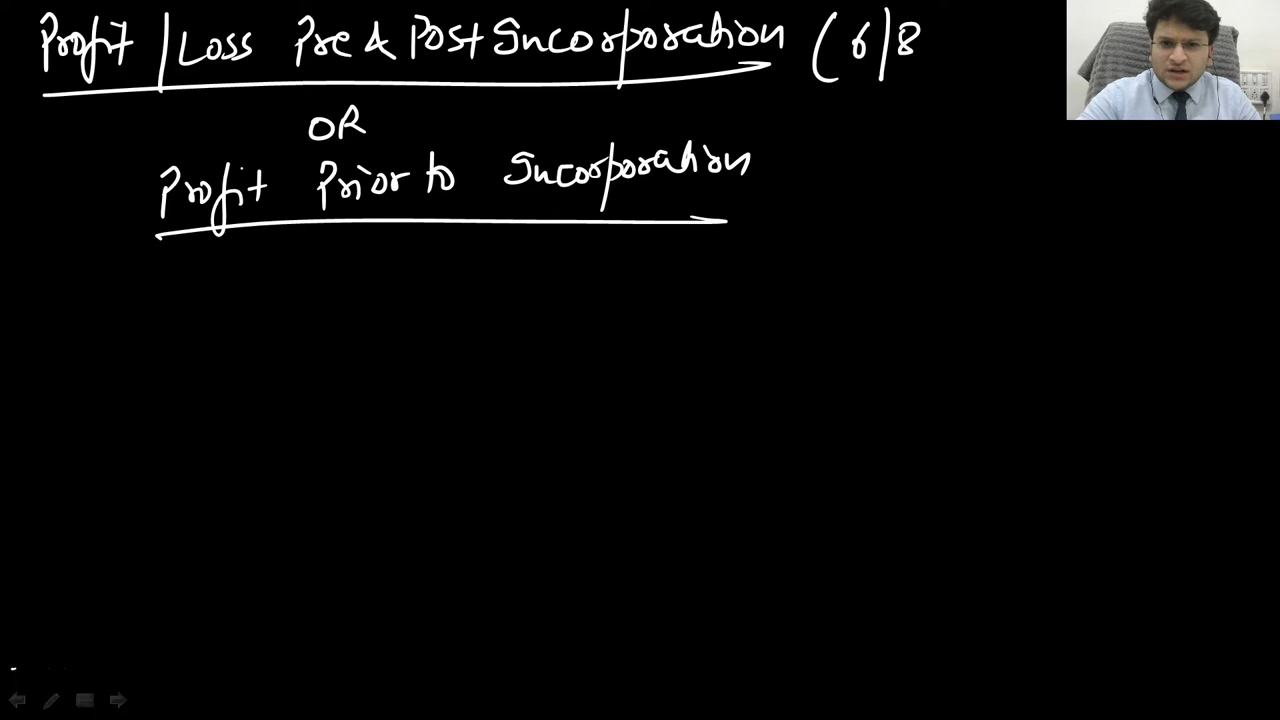 Profit / Loss Pre & Post Incorporation ( 6/8
OR
Profit Prior to Incorporation